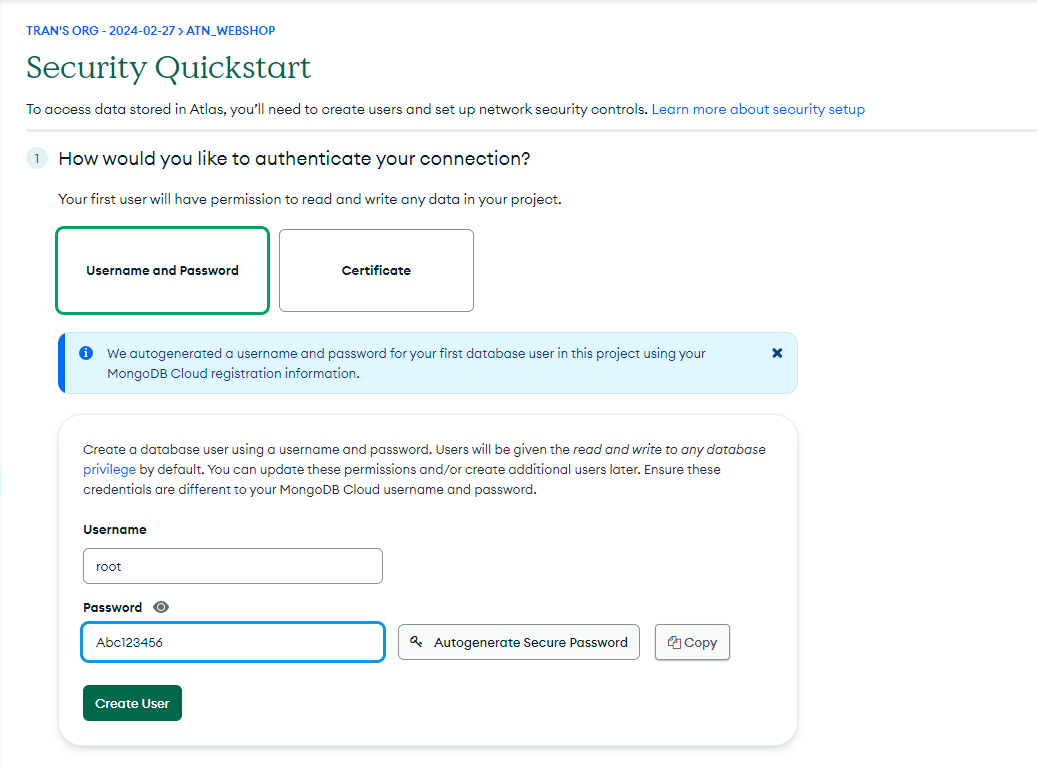 TRAN'S ORG - 2024-02-27 > ATN_WEBSHOP
Security Quickstart
To access data stored in Atlas, you'll need to create users and set up network security controls. Learn more about security setup
1 How would you like to authenticate your connection?
Your first user will have permission to read and write any data in your project.
Username and Password
Certificate
We autogenerated a username and password for your first database user in this project using your
MongoDB Cloud registration information.
Create a database user using a username and password. Users will be given the read and write to any database
privilege by default. You can update these permissions and/or create additional users later. Ensure these
credentials are different to your MongoDB Cloud username and password.
Username
root
Password
Abc123456
Autogenerate Secure Password
Copy
Create User